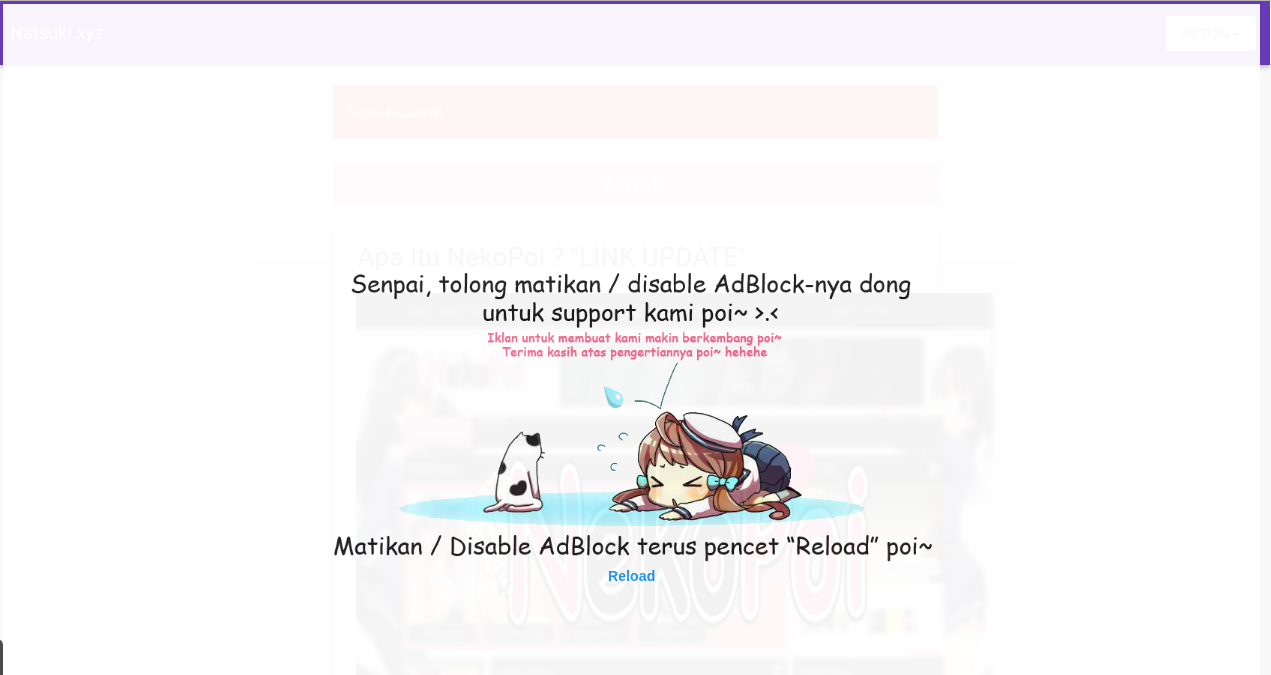 Natsuki.xyz
ACTION
Scroll Kebawah
LEWAT
Apa Itu NekoPoi ? "LINK UPDATE"
Senpai, tolong matikan / disable AdBlock-nya dong
untuk support kami poi~ >.<
Iklan untuk membuat kami makin berkembang poi~
Terima kasih atas pengertiannya poi~ hehehe
NekoPoi
NekoPoi
Matikan / Disable AdBlock terus pencet “Reload” poi~
Reload